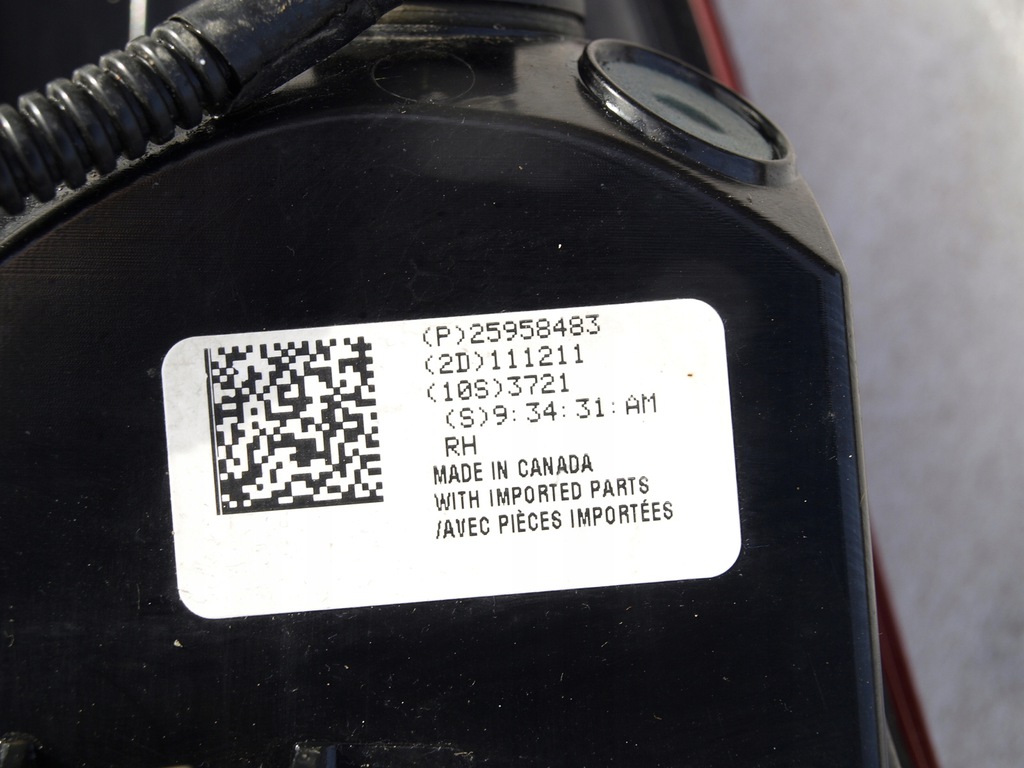 (P)25958483
(2D)111211
(10S)3721
(S)9:34:31:AM
RH
MADE IN CANADA
WITH IMPORTED PARTS
/AVEC PIÈCES IMPORTÉES